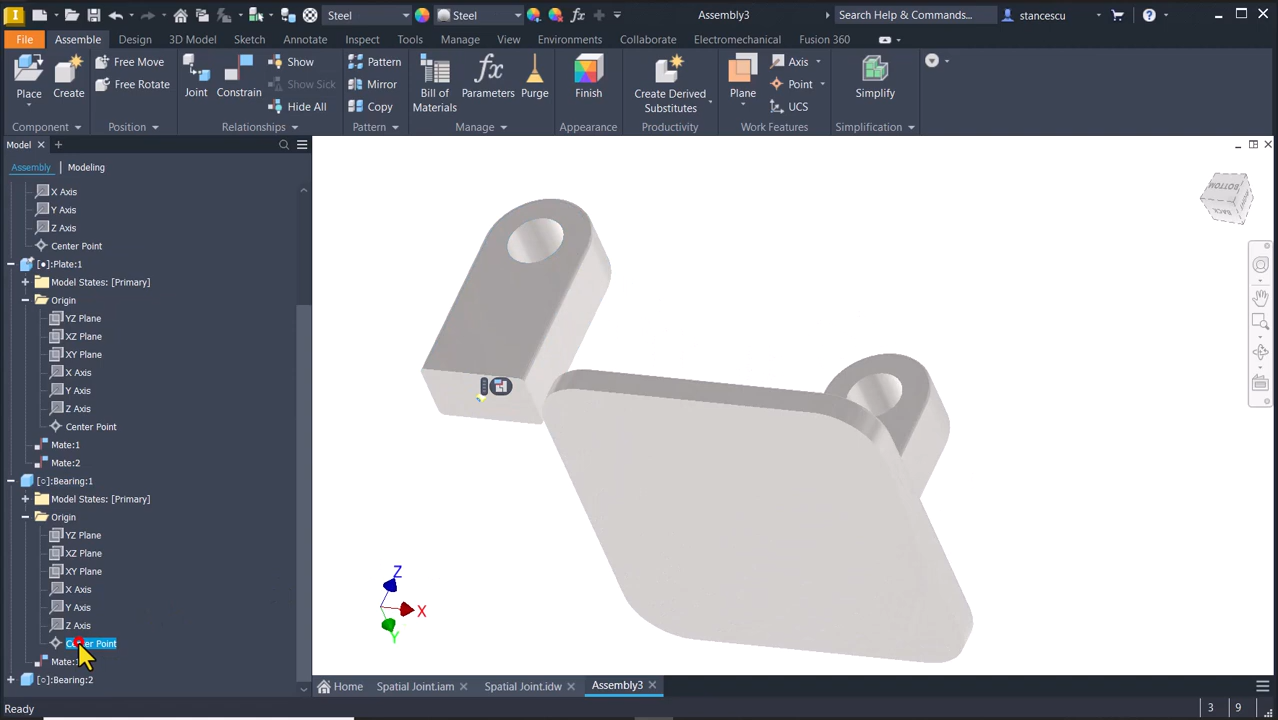 Steel
Steel
Assembly3
Search Help & Commands...
stancescu
File
Assemble
Design
3D Model
Sketch
Annotate
Inspect
Tools
Manage
View
Environments
Collaborate
Electromechanical
Fusion 360
Place
Create
Free Move
Free Rotate
Joint
Constrain
Show
Show Sick
Hide All
Pattern
Mirror
Copy
Bill of
Materials
fx
Parameters
Purge
Finish
Create Derived
Substitutes
Plane
Axis
Point
UCS
Simplify
Component
Position
Relationships
Pattern
Manage
Appearance
Productivity
Work Features
Simplification
Model
Assembly
Modeling
X Axis
Y Axis
Z Axis
Center Point
[●]:Plate:1
Model States: [Primary]
Origin
YZ Plane
XZ Plane
XY Plane
X Axis
Y Axis
Z Axis
Center Point
Mate:1
Mate:2
[○]:Bearing:1
Model States: [Primary]
Origin
YZ Plane
XZ Plane
XY Plane
X Axis
Y Axis
Z Axis
Center Point
Mate:
[○]:Bearing:2
BOTTOM
BACK
Z
X
Y
Home
Spatial Joint.iam
Spatial Joint.idw
Assembly3
Ready
3
9